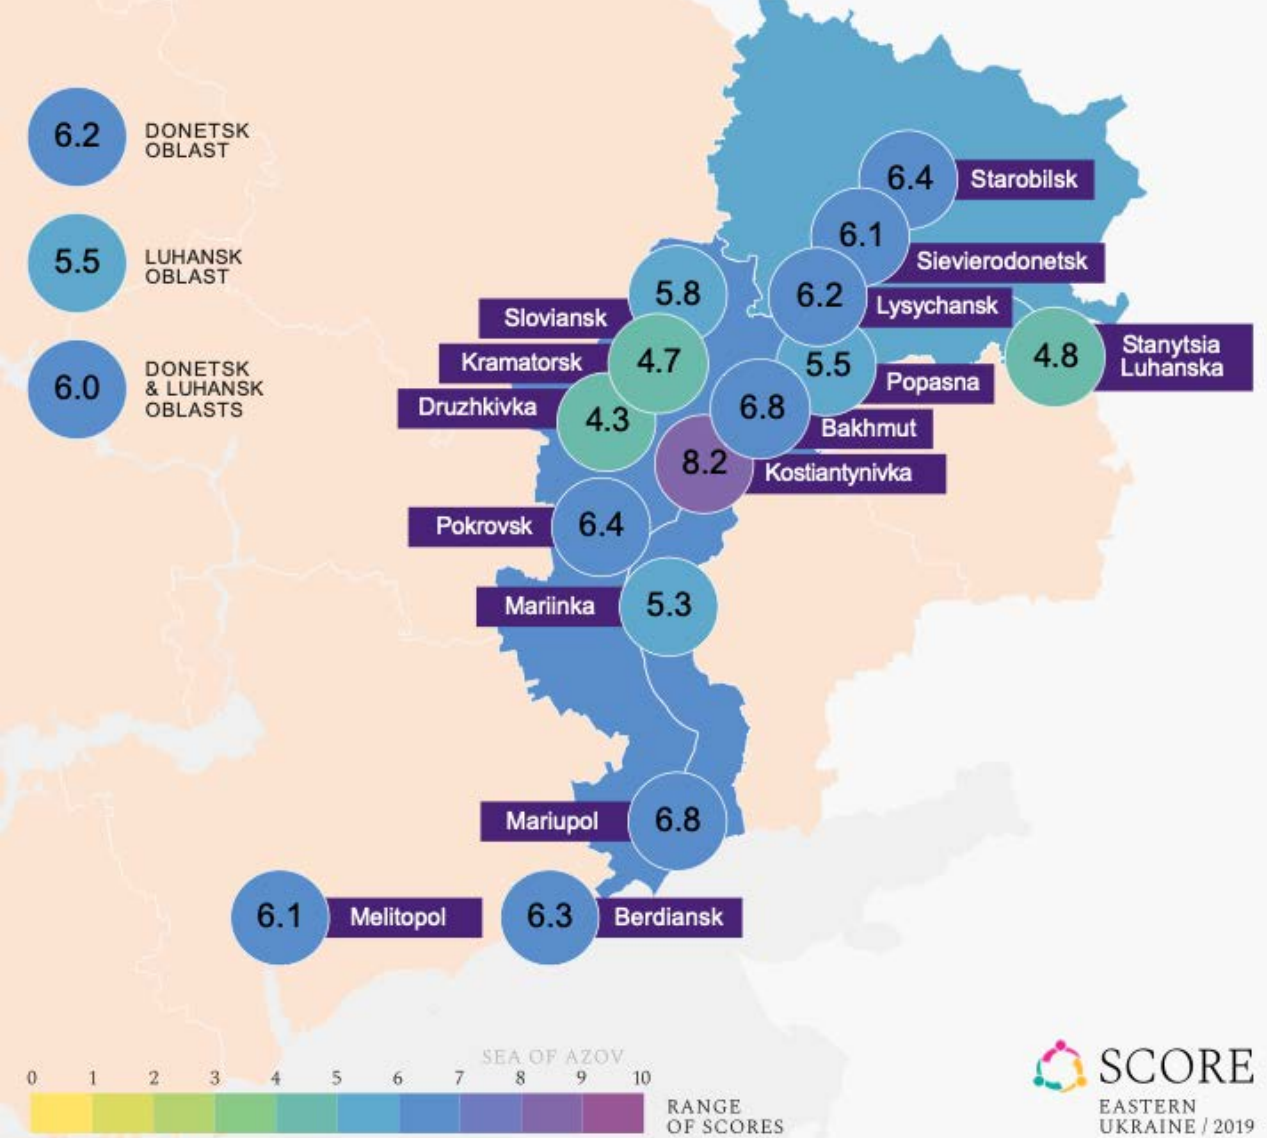 6.2
DONETSK
OBLAST
5.5
LUHANSK
OBLAST
6.0
DONETSK
& LUHANSK
OBLASTS
6.4
Starobilsk
6.1
Sievierodonetsk
6.2
Lysychansk
5.8
Sloviansk
4.7
Kramatorsk
4.3
Druzhkivka
5.5
Popasna
4.8
Stanytsia
Luhanska
6.8
Bakhmut
8.2
Kostiantynivka
Pokrovsk
6.4
Mariinka
5.3
Mariupol
6.8
6.1
Melitopol
6.3
Berdiansk
SEA OF AZOV
0 1 2 3 4 5 6 7 8 9 10
RANGE
OF SCORES
SCORE
EASTERN
UKRAINE / 2019